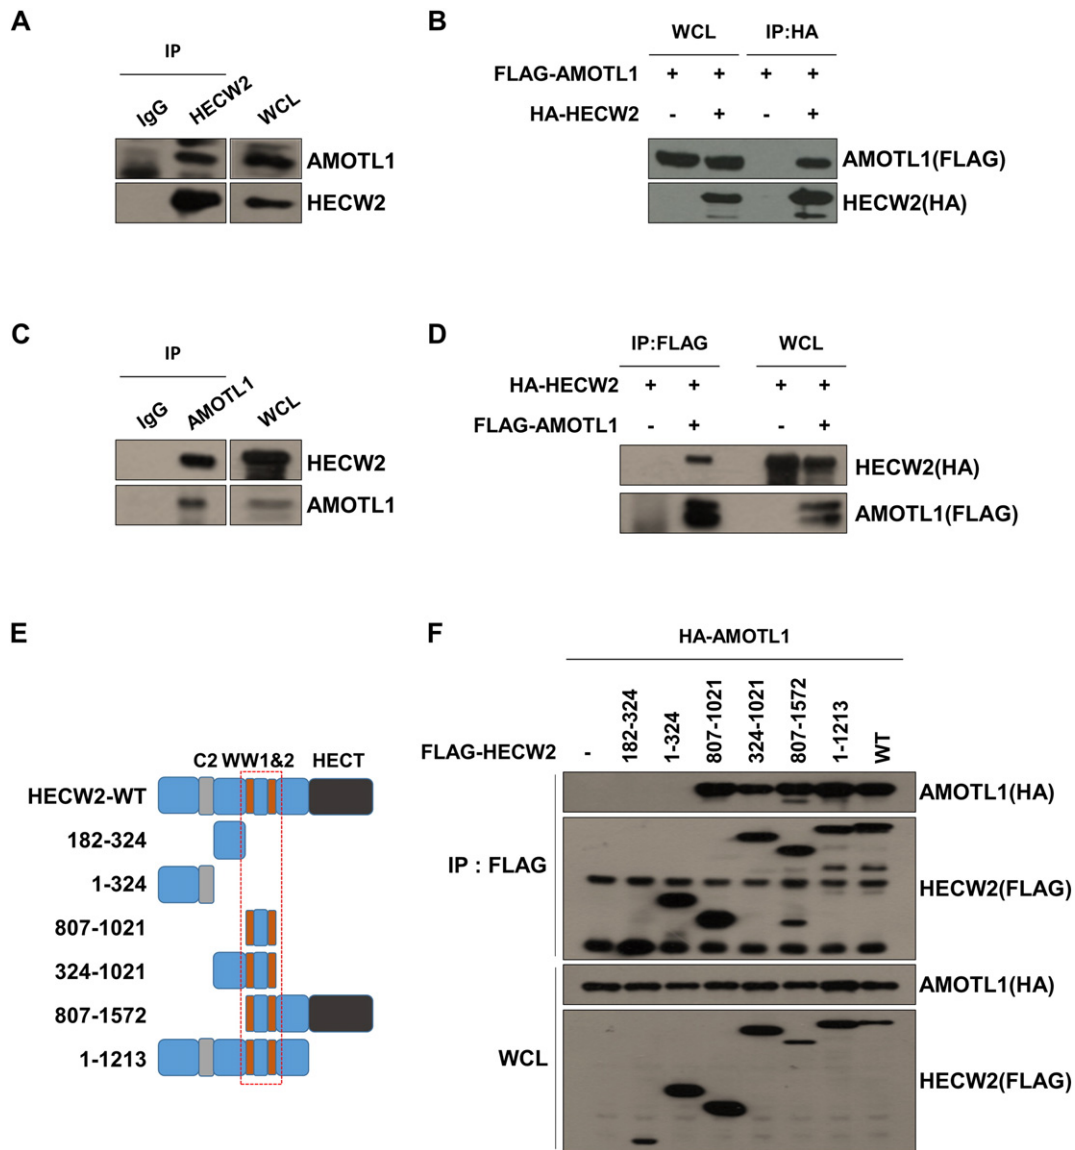 A
IP
IgG HECW2 WCL
AMOTL1
HECW2
B
WCL IP:HA
FLAG-AMOTL1 + + + +
HA-HECW2 - + - +
AMOTL1(FLAG)
HECW2(HA)
C
IP
IgG AMOTL1 WCL
HECW2
AMOTL1
D
IP:FLAG WCL
HA-HECW2 + + + +
FLAG-AMOTL1 - + - +
HECW2(HA)
AMOTL1(FLAG)
E
C2 WW1&2 HECT
HECW2-WT
182-324
1-324
807-1021
324-1021
807-1572
1-1213
F
HA-AMOTL1
FLAG-HECW2 - 182-324 1-324 807-1021 324-1021 807-1572 1-1213 WT
IP : FLAG
AMOTL1(HA)
HECW2(FLAG)
WCL
AMOTL1(HA)
HECW2(FLAG)